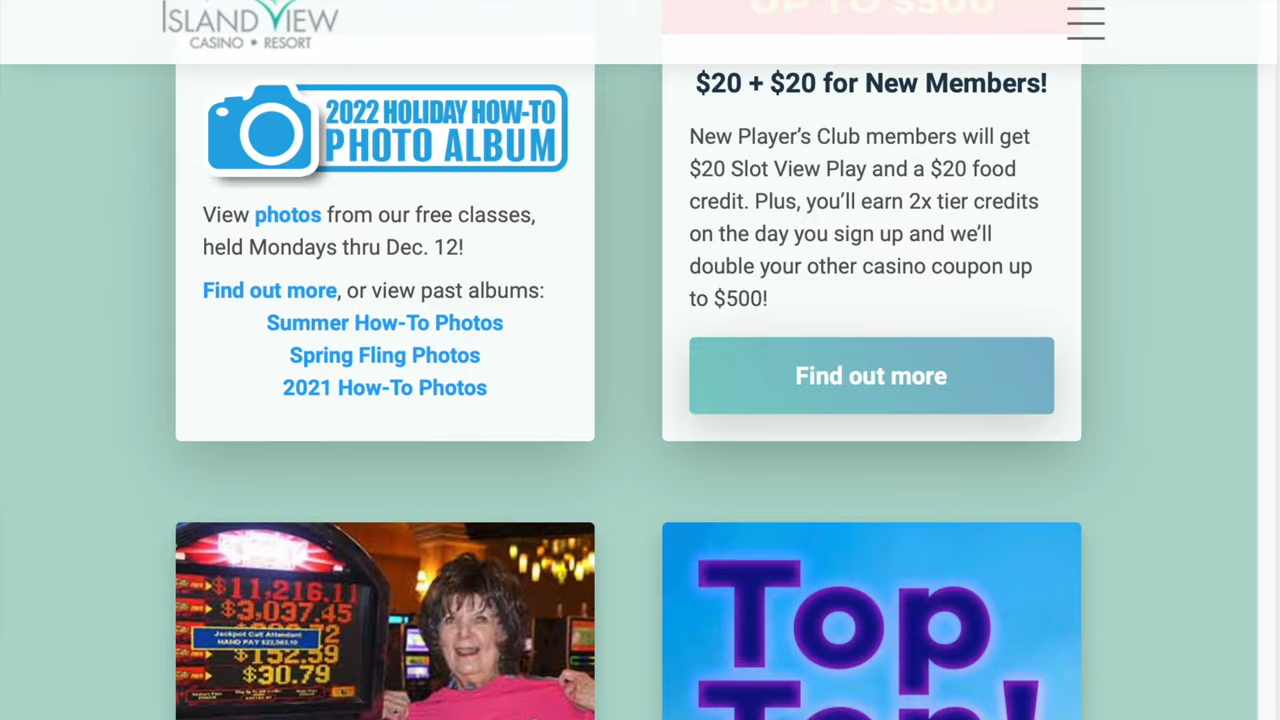 ISLAND VIEW
CASINO • RESORT
UP TO $500
2022 HOLIDAY HOW-TO
PHOTO ALBUM
View photos from our free classes,
held Mondays thru Dec. 12!
Find out more, or view past albums:
Summer How-To Photos
Spring Fling Photos
2021 How-To Photos
$20 + $20 for New Members!
New Player’s Club members will get
$20 Slot View Play and a $20 food
credit. Plus, you’ll earn 2x tier credits
on the day you sign up and we’ll
double your other casino coupon up
to $500!
Find out more
$11,216.11
$3,037.45
Jackpot Call Attendant
$152.59
$30.79
Top